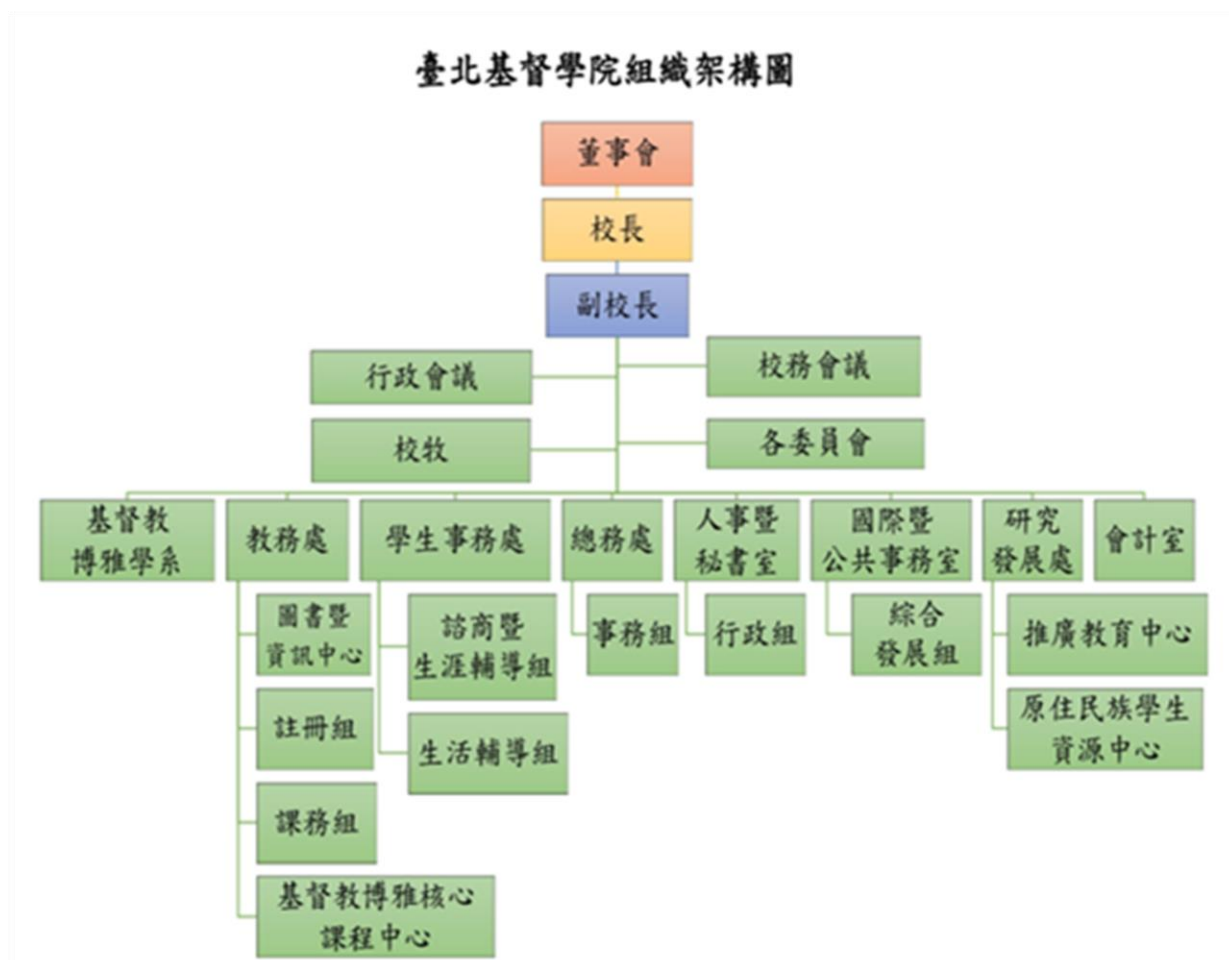 臺北基督學院組織架構圖
董事會
校長
副校長
行政會議
校務會議
校牧
各委員會
基督教
博雅學系
教務處
學生事務處
總務處
人事暨
秘書室
國際暨
公共事務室
研究
發展處
會計室
圖書暨
資訊中心
註冊組
課務組
基督教博雅核心
課程中心
諮商暨
生涯輔導組
生活輔導組
事務組
行政組
綜合
發展組
推廣教育中心
原住民族學生
資源中心